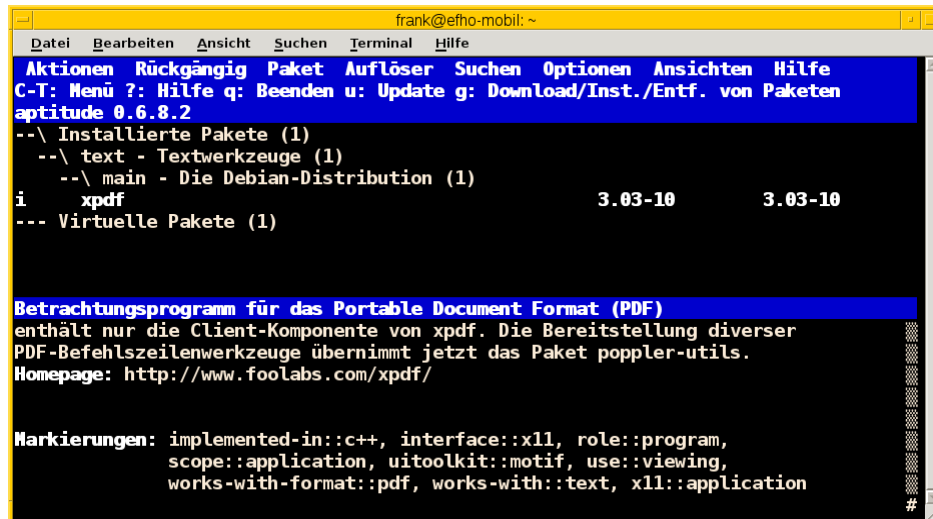 frank@efho-mobil: ~
Datei Bearbeiten Ansicht Suchen Terminal Hilfe
Aktionen Rückgängig Paket Auflöser Suchen Optionen Ansichten Hilfe
C-T: Menü ?: Hilfe q: Beenden u: Update g: Download/Inst./Entf. von Paketen
aptitude 0.6.8.2
--\ Installierte Pakete (1)
--\ text - Textwerkzeuge (1)
--\ main - Die Debian-Distribution (1)
i xpdf 3.03-10 3.03-10
--- Virtuelle Pakete (1)
Betrachtungsprogramm für das Portable Document Format (PDF)
enthält nur die Client-Komponente von xpdf. Die Bereitstellung diverser
PDF-Befehlszeilenwerkzeuge übernimmt jetzt das Paket poppler-utils.
Homepage: http://www.foolabs.com/xpdf/
Markierungen: implemented-in::c++, interface::x11, role::program,
scope::application, uitoolkit::motif, use::viewing,
works-with-format::pdf, works-with::text, x11::application
#